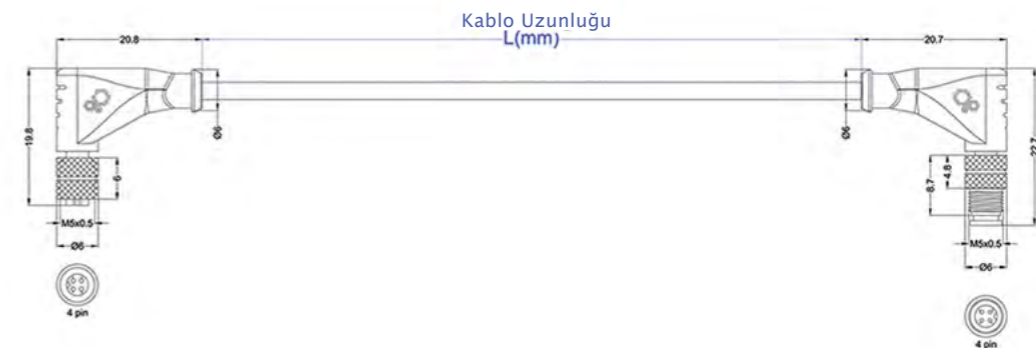 Kablo Uzunluğu
L(mm)
20.8
20.7
19.8
Ø6
6
M5x0.5
Ø6
4 pin
Ø6
22.7
8.7
4.8
M5x0.5
Ø6
4 pin